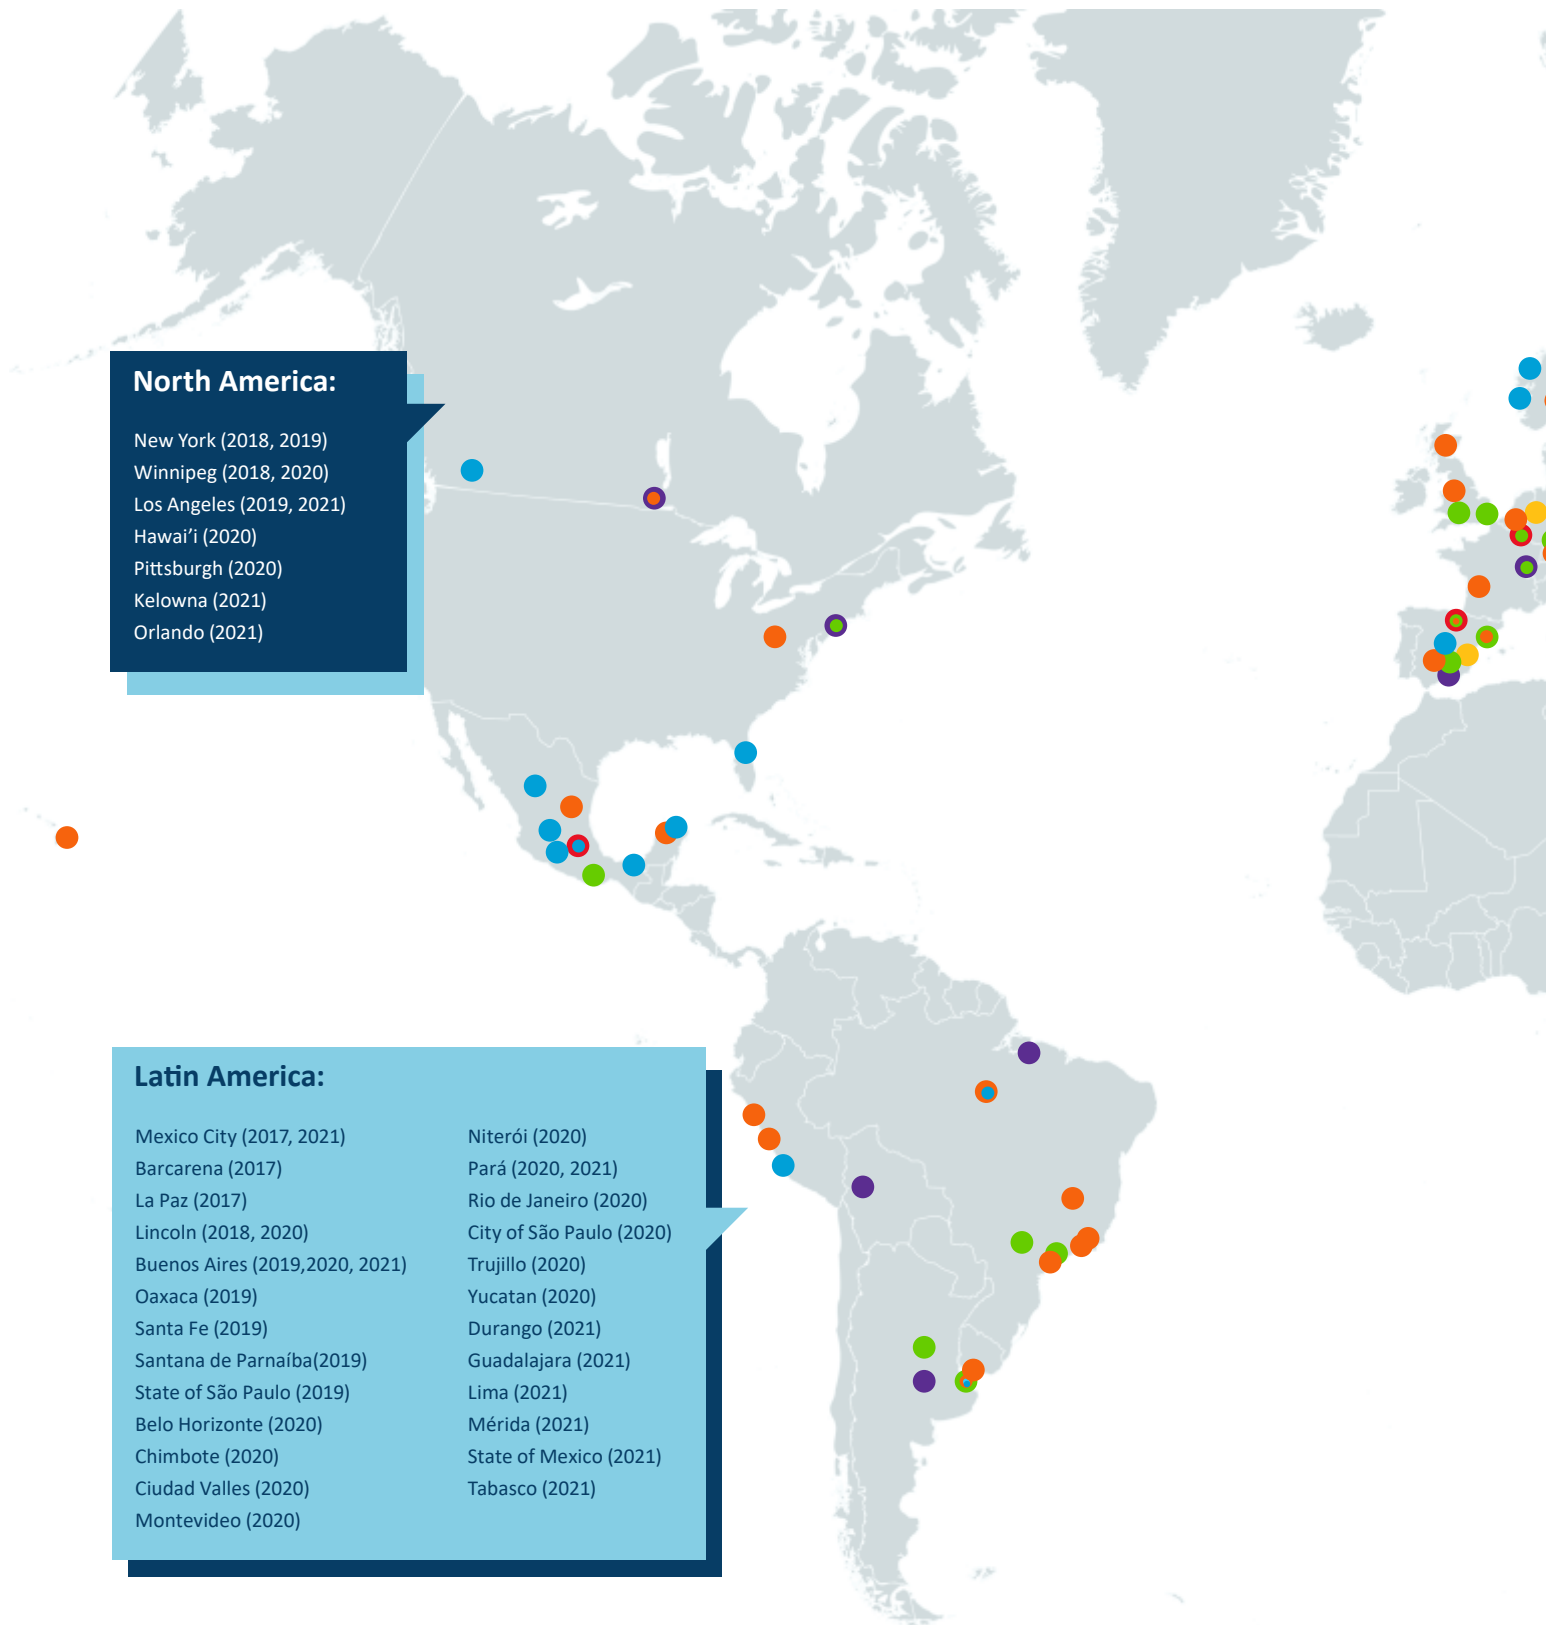 North America:
New York (2018, 2019)
Winnipeg (2018, 2020)
Los Angeles (2019, 2021)
Hawai’i (2020)
Pittsburgh (2020)
Kelowna (2021)
Orlando (2021)
Latin America:
Mexico City (2017, 2021)
Barcarena (2017)
La Paz (2017)
Lincoln (2018, 2020)
Buenos Aires (2019,2020, 2021)
Oaxaca (2019)
Santa Fe (2019)
Santana de Parnaíba(2019)
State of São Paulo (2019)
Belo Horizonte (2020)
Chimbote (2020)
Ciudad Valles (2020)
Montevideo (2020)
Niterói (2020)
Pará (2020, 2021)
Rio de Janeiro (2020)
City of São Paulo (2020)
Trujillo (2020)
Yucatan (2020)
Durango (2021)
Guadalajara (2021)
Lima (2021)
Mérida (2021)
State of Mexico (2021)
Tabasco (2021)